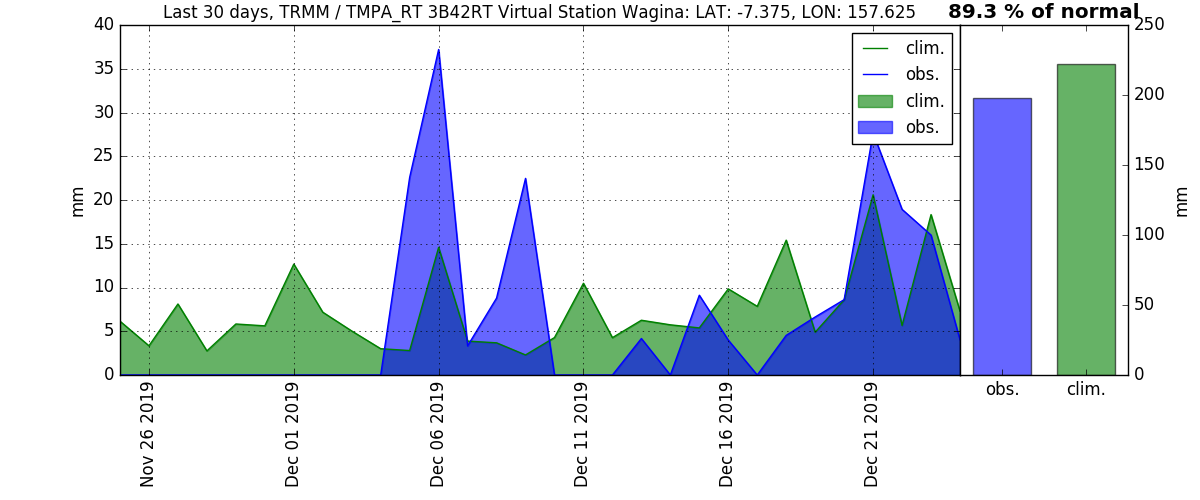 Last 30 days, TRMM / TMPA_RT 3B42RT Virtual Station Wagina: LAT: -7.375, LON: 157.625
89.3 % of normal
40
35
30
25
20
15
10
5
0
mm
clim.
obs.
clim.
obs.
250
200
150
100
50
0
mm
Nov 26 2019
Dec 01 2019
Dec 06 2019
Dec 11 2019
Dec 16 2019
Dec 21 2019
obs.
clim.